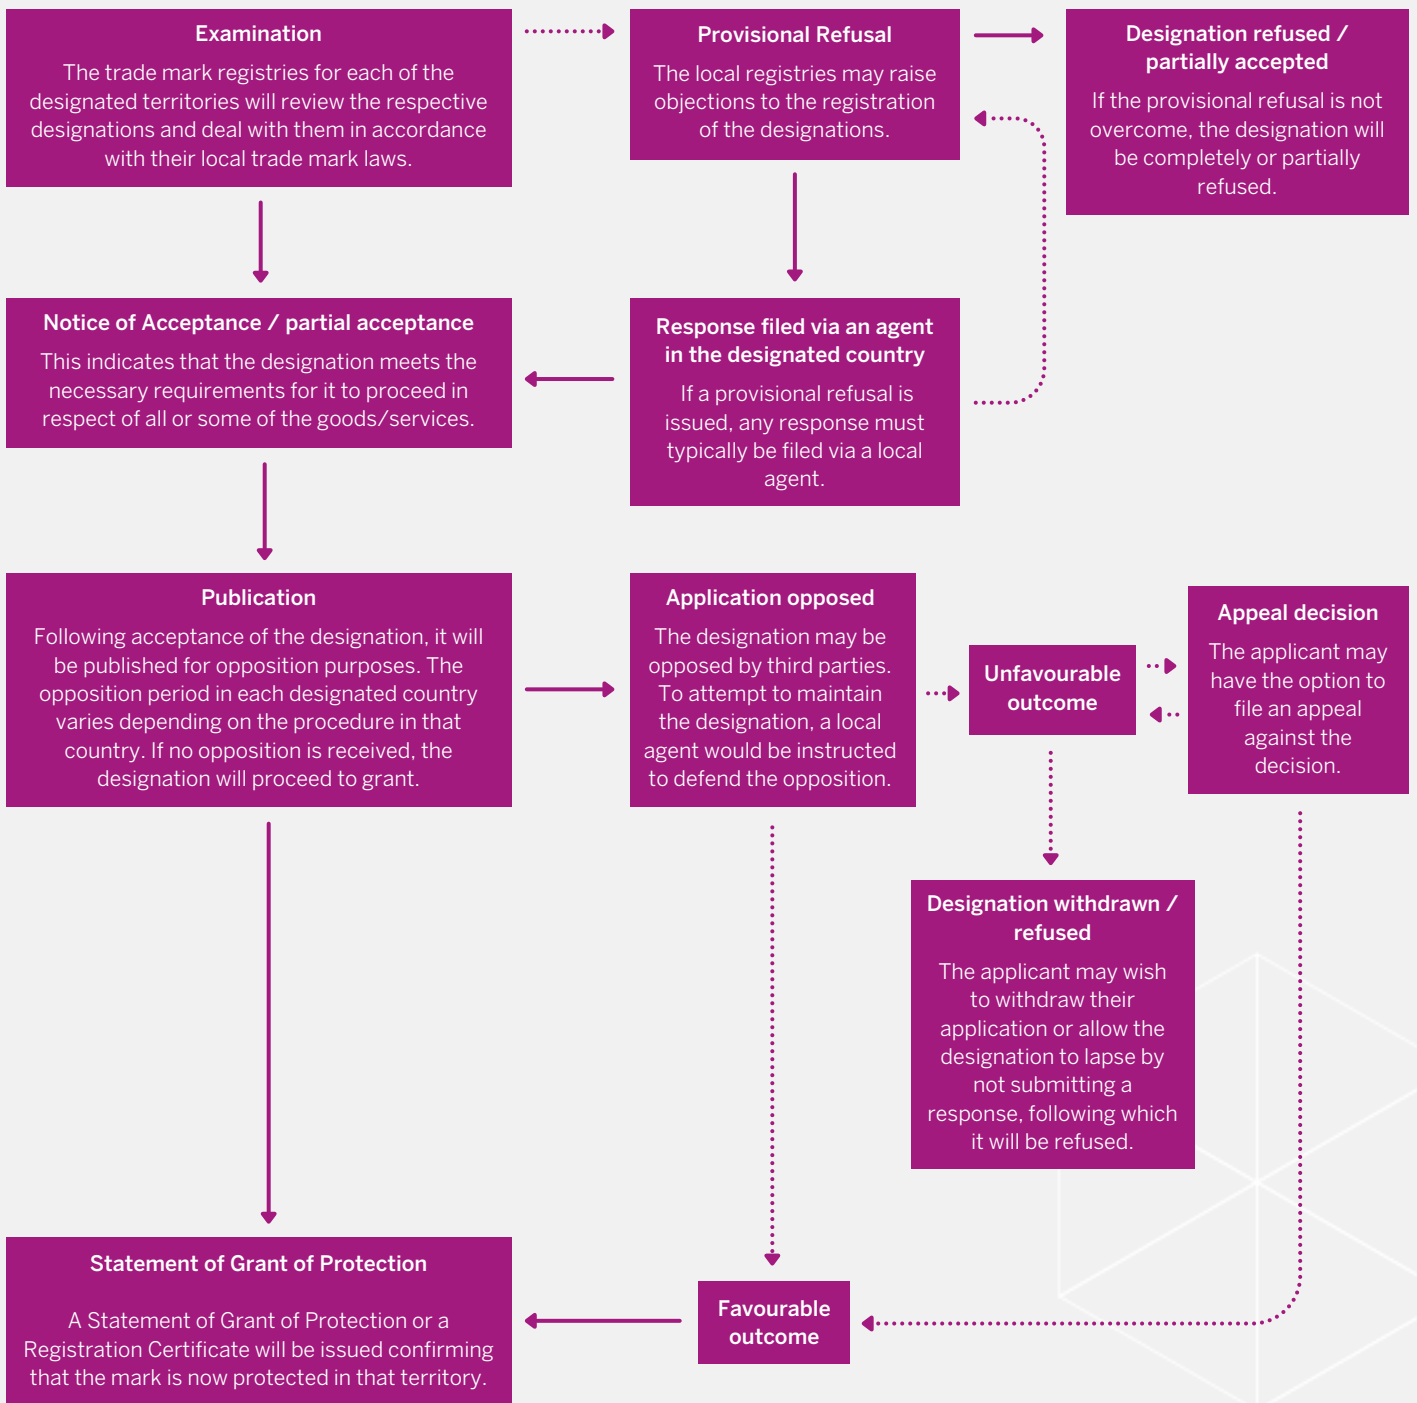 Examination
The trade mark registries for each of the
designated territories will review the respective
designations and deal with them in accordance
with their local trade mark laws.
Provisional Refusal
The local registries may raise
objections to the registration
of the designations.
Designation refused /
partially accepted
If the provisional refusal is not
overcome, the designation will
be completely or partially
refused.
Notice of Acceptance / partial acceptance
This indicates that the designation meets the
necessary requirements for it to proceed in
respect of all or some of the goods/services.
Response filed via an agent
in the designated country
If a provisional refusal is
issued, any response must
typically be filed via a local
agent.
Publication
Following acceptance of the designation, it will
be published for opposition purposes. The
opposition period in each designated country
varies depending on the procedure in that
country. If no opposition is received, the
designation will proceed to grant.
Application opposed
The designation may be
opposed by third parties.
To attempt to maintain
the designation, a local
agent would be instructed
to defend the opposition.
Unfavourable
outcome
Appeal decision
The applicant may
have the option to
file an appeal
against the
decision.
Designation withdrawn /
refused
The applicant may wish
to withdraw their
application or allow the
designation to lapse by
not submitting a
response, following which
it will be refused.
Statement of Grant of Protection
A Statement of Grant of Protection or a
Registration Certificate will be issued confirming
that the mark is now protected in that territory.
Favourable
outcome